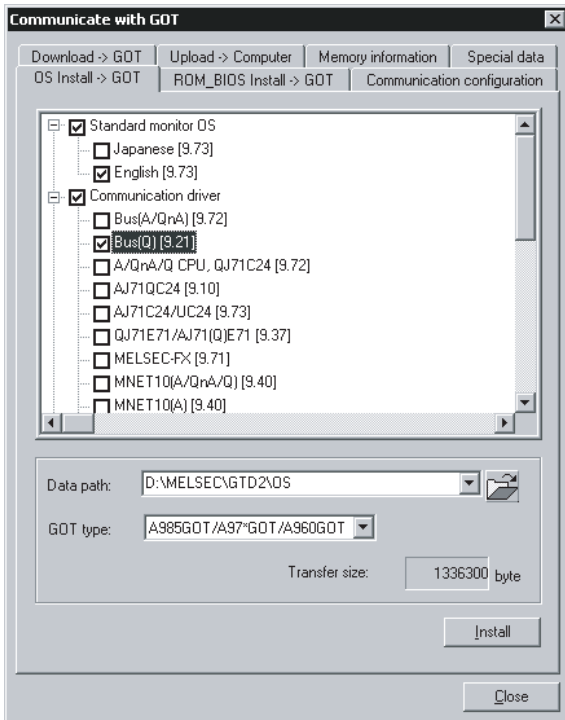 Communicate with GOT
Download -> GOT Upload -> Computer Memory information Special data
OS Install -> GOT ROM_BIOS Install -> GOT Communication configuration
Standard monitor OS
Japanese [9.73]
English [9.73]
Communication driver
Bus(A/QnA) [9.72]
Bus(Q) [9.21]
A/QnA/Q CPU, QJ71C24 [9.72]
AJ71QC24 [9.10]
AJ71C24/UC24 [9.73]
QJ71E71/AJ71(Q)E71 [9.37]
MELSEC-FX [9.71]
MNET10(A/QnA/Q) [9.40]
MNET10(A) [9.40]
Data path: D:\MELSEC\GTD2\OS
GOT type: A985GOT/A97*GOT/A960GOT
Transfer size: 1336300 byte
Install
Close